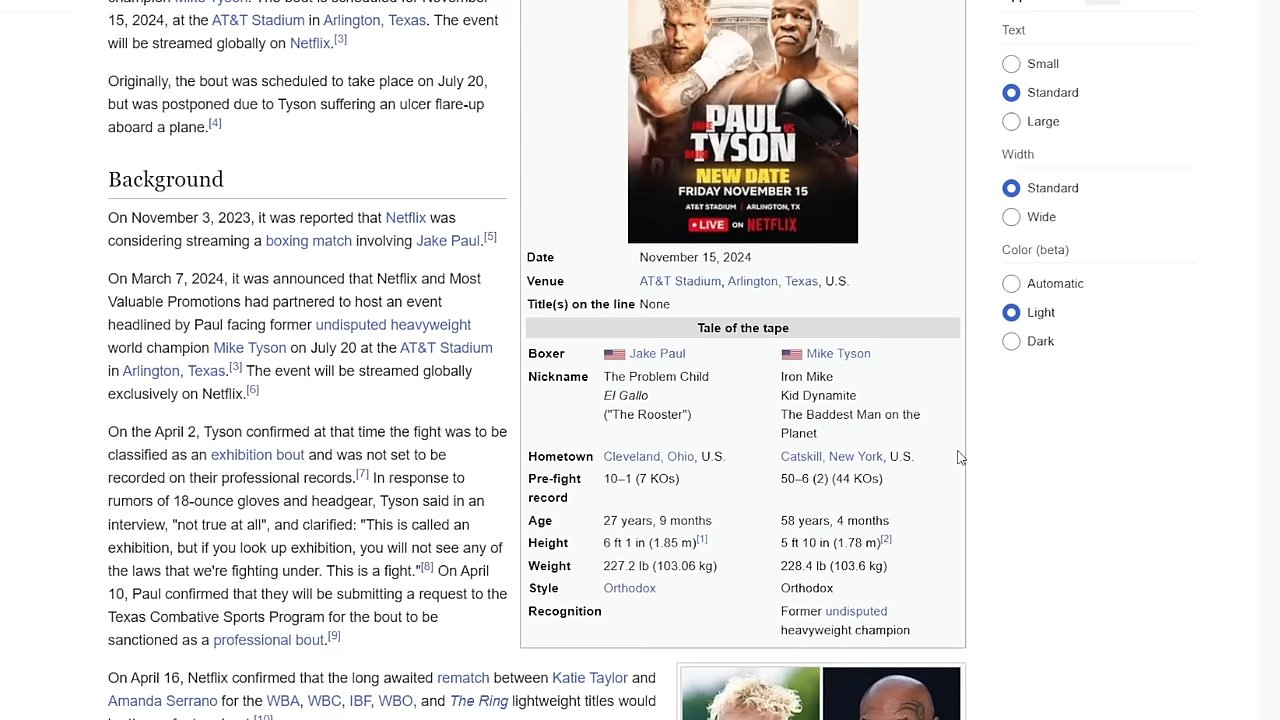 champion Mike Tyson. The bout is scheduled for November
15, 2024, at the AT&T Stadium in Arlington, Texas. The event
will be streamed globally on Netflix.[3]
Originally, the bout was scheduled to take place on July 20,
but was postponed due to Tyson suffering an ulcer flare-up
aboard a plane.[4]
Background
On November 3, 2023, it was reported that Netflix was
considering streaming a boxing match involving Jake Paul.[5]
On March 7, 2024, it was announced that Netflix and Most
Valuable Promotions had partnered to host an event
headlined by Paul facing former undisputed heavyweight
world champion Mike Tyson on July 20 at the AT&T Stadium
in Arlington, Texas.[3] The event will be streamed globally
exclusively on Netflix.[6]
On the April 2, Tyson confirmed at that time the fight was to be
classified as an exhibition bout and was not set to be
recorded on their professional records.[7] In response to
rumors of 18-ounce gloves and headgear, Tyson said in an
interview, "not true at all", and clarified: "This is called an
exhibition, but if you look up exhibition, you will not see any of
the laws that we're fighting under. This is a fight."[8] On April
10, Paul confirmed that they will be submitting a request to the
Texas Combative Sports Program for the bout to be
sanctioned as a professional bout.[9]
On April 16, Netflix confirmed that the long awaited rematch between Katie Taylor and
Amanda Serrano for the WBA, WBC, IBF, WBO, and The Ring lightweight titles would
[10]
JAKE PAUL VS
MIKE TYSON
NEW DATE
FRIDAY NOVEMBER 15
AT&T STADIUM | ARLINGTON, TX
LIVE ON NETFLIX
Date November 15, 2024
Venue AT&T Stadium, Arlington, Texas, U.S.
Title(s) on the line None
Tale of the tape
Boxer Jake Paul Mike Tyson
Nickname The Problem Child Iron Mike
El Gallo Kid Dynamite
("The Rooster") The Baddest Man on the
Planet
Hometown Cleveland, Ohio, U.S. Catskill, New York, U.S.
Pre-fight 10–1 (7 KOs) 50–6 (2) (44 KOs)
record
Age 27 years, 9 months 58 years, 4 months
Height 6 ft 1 in (1.85 m)[1] 5 ft 10 in (1.78 m)[2]
Weight 227.2 lb (103.06 kg) 228.4 lb (103.6 kg)
Style Orthodox Orthodox
Recognition Former undisputed
heavyweight champion
Text
Small
Standard
Large
Width
Standard
Wide
Color (beta)
Automatic
Light
Dark